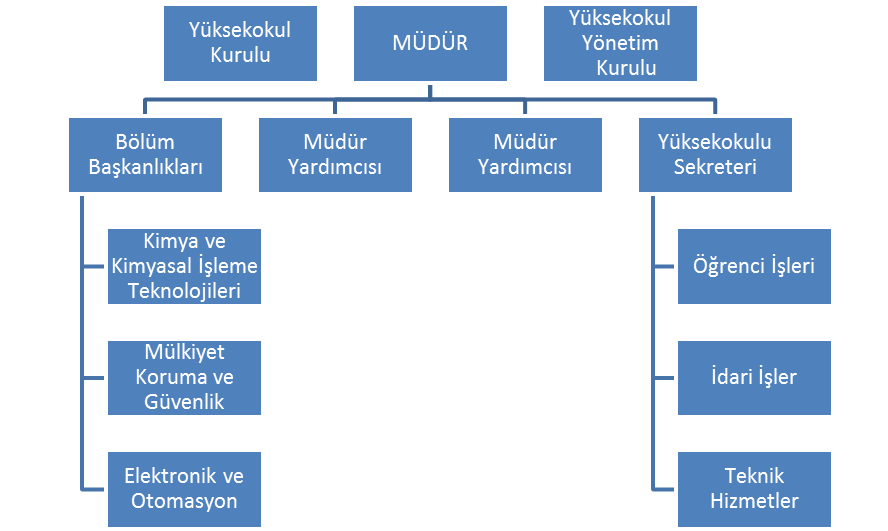 Yüksekokul
Kurulu
MÜDÜR
Yüksekokul
Yönetim
Kurulu
Bölüm
Başkanlıkları
Müdür
Yardımcısı
Müdür
Yardımcısı
Yüksekokulu
Sekreteri
Kimya ve
Kimyasal İşleme
Teknolojileri
Mülkiyet
Koruma ve
Güvenlik
Elektronik ve
Otomasyon
Öğrenci İşleri
İdari İşler
Teknik
Hizmetler